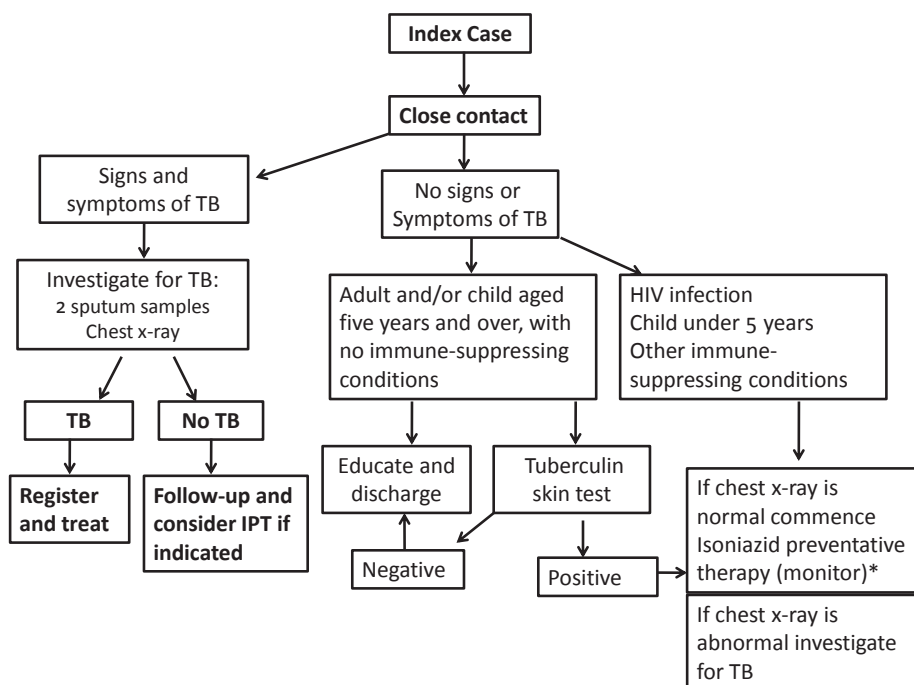 Index Case
Close contact
Signs and
symptoms of TB
No signs or
Symptoms of TB
Investigate for TB:
2 sputum samples
Chest x-ray
Adult and/or child aged
five years and over, with
no immune-suppressing
conditions
HIV infection
Child under 5 years
Other immune-
suppressing conditions
TB
No TB
Register
and treat
Follow-up and
consider IPT if
indicated
Educate and
discharge
Tuberculin
skin test
Negative
Positive
If chest x-ray is
normal commence
Isoniazid preventative
therapy (monitor)*
If chest x-ray is
abnormal investigate
for TB